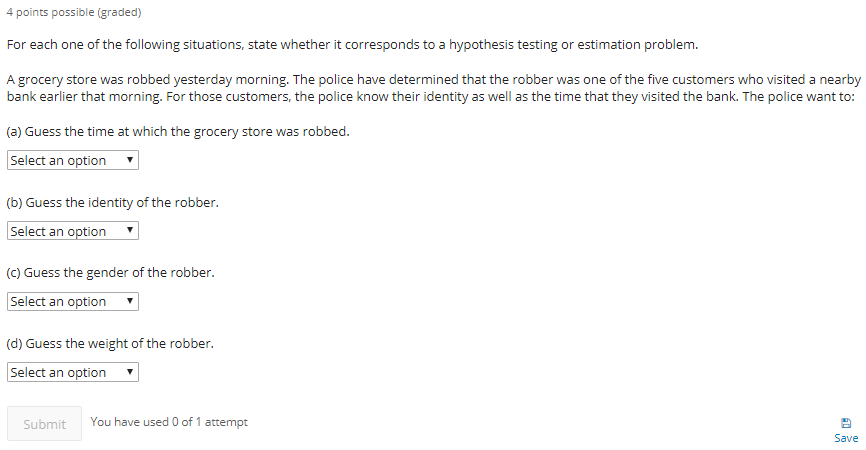 4 points possible (graded)
For each one of the following situations, state whether it corresponds to a hypothesis testing or estimation problem.
A grocery store was robbed yesterday morning. The police have determined that the robber was one of the five customers who visited a nearby
bank earlier that morning. For those customers, the police know their identity as well as the time that they visited the bank. The police want to:
(a) Guess the time at which the grocery store was robbed.
Select an option
(b) Guess the identity of the robber.
Select an option
(c) Guess the gender of the robber.
Select an option
(d) Guess the weight of the robber.
Select an option
Submit You have used 0 of 1 attempt
Save